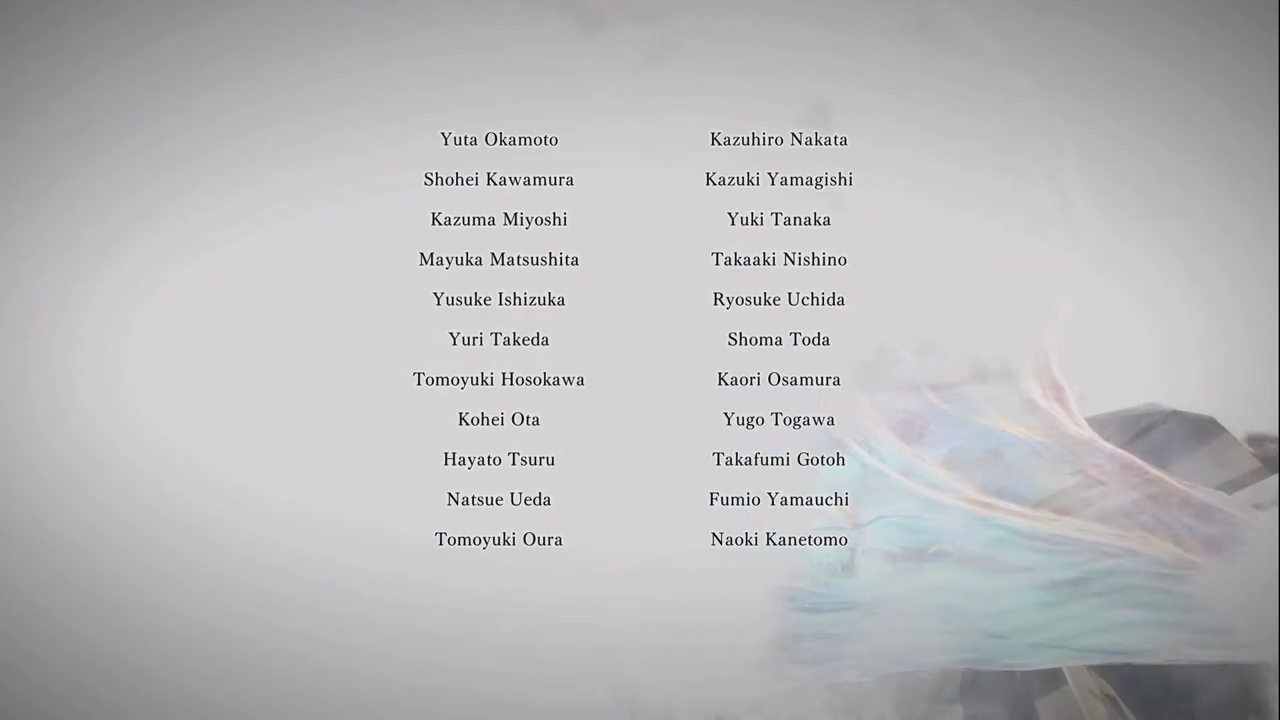 Yuta Okamoto
Shohei Kawamura
Kazuma Miyoshi
Mayuka Matsushita
Yusuke Ishizuka
Yuri Takeda
Tomoyuki Hosokawa
Kohei Ota
Hayato Tsuru
Natsue Ueda
Tomoyuki Oura
Kazuhiro Nakata
Kazuki Yamagishi
Yuki Tanaka
Takaaki Nishino
Ryosuke Uchida
Shoma Toda
Kaori Osamura
Yugo Togawa
Takafumi Gotoh
Fumio Yamauchi
Naoki Kanetomo